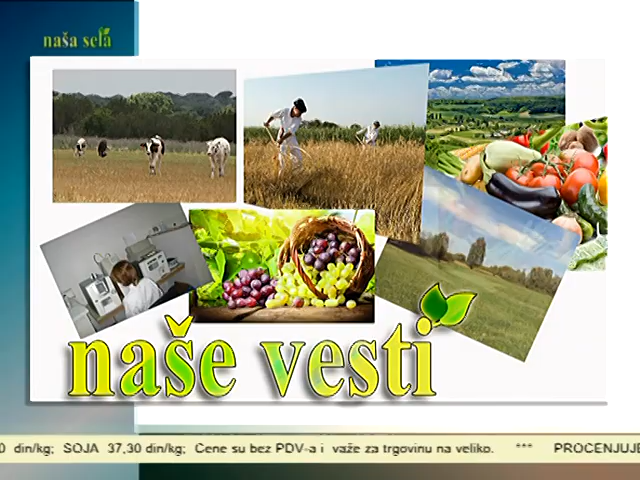 naša sela
naše vesti
0 din/kg; SOJA 37,30 din/kg; Cene su bez PDV-a i važe za trgovinu na veliko. *** PROCENJUJE